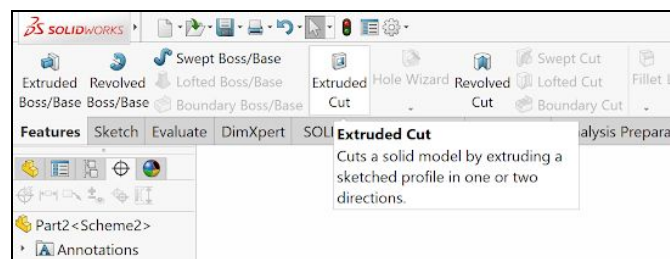 SOLIDWORKS
Swept Boss/Base
Swept Cut
Extruded Revolved
Lofted Boss/Base
Extruded Hole Wizard Revolved
Lofted Cut
Fillet
Boss/Base Boss/Base
Boundary Boss/Base
Cut
Cut
Boundary Cut
Features Sketch Evaluate DimXpert
Extruded Cut
Cuts a solid model by extruding a
sketched profile in one or two
directions.
Part2<Scheme2>
A Annotations